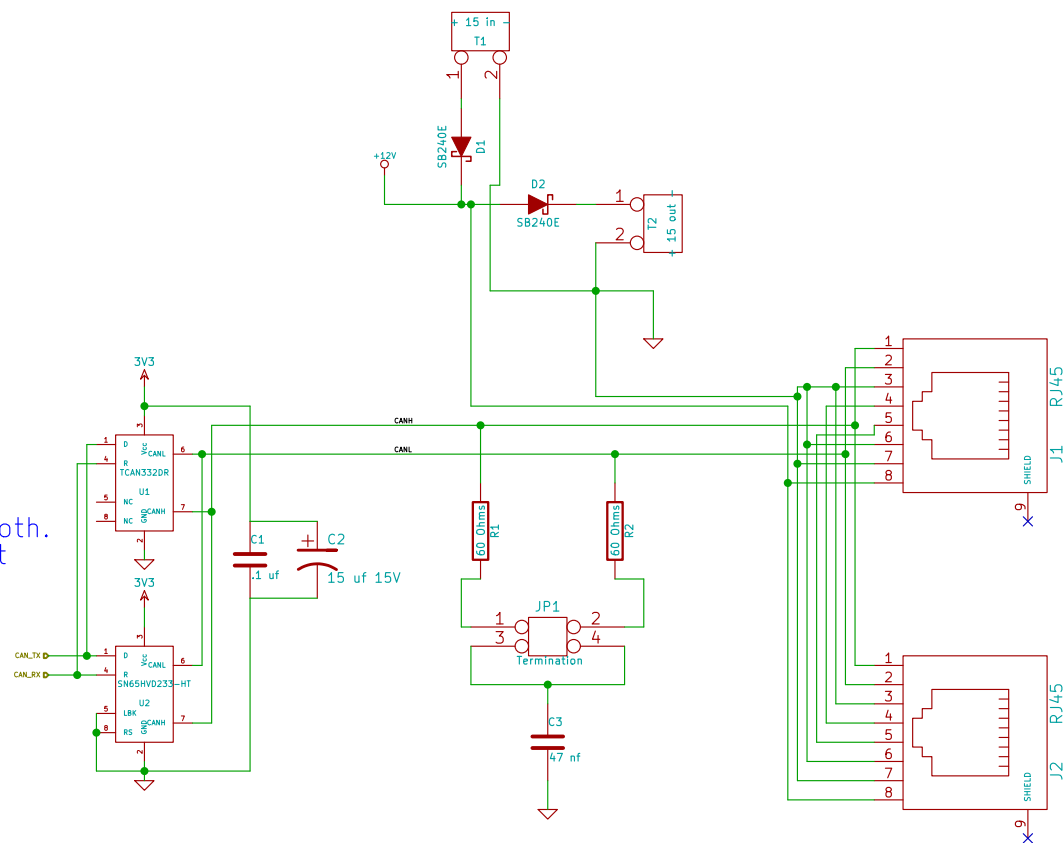 + 15 in -
T1
1
2
SB240E
D1
+12V
D2
SB240E
1
2
T2
+ 15 out -
3V3
3
1 D
Vcc
CANL 6
4 R
TCAN332DR
U1
5 NC
CANH 7
8 NC
GND
2
oth.
t
3V3
3
CAN_TX
1 D
Vcc
CANL 6
CAN_RX
4 R
SN65HVD233-HT
U2
5 LBK
CANH 7
8 RS
GND
2
C1
.1 uf
C2
+
15 uf 15V
CANH
CANL
60 Ohms
R1
60 Ohms
R2
JP1
1
2
3
4
Termination
C3
47 nf
1
2
3
4
5
6
7
8
RJ45
J1
SHIELD
9
1
2
3
4
5
6
7
8
RJ45
J2
SHIELD
9